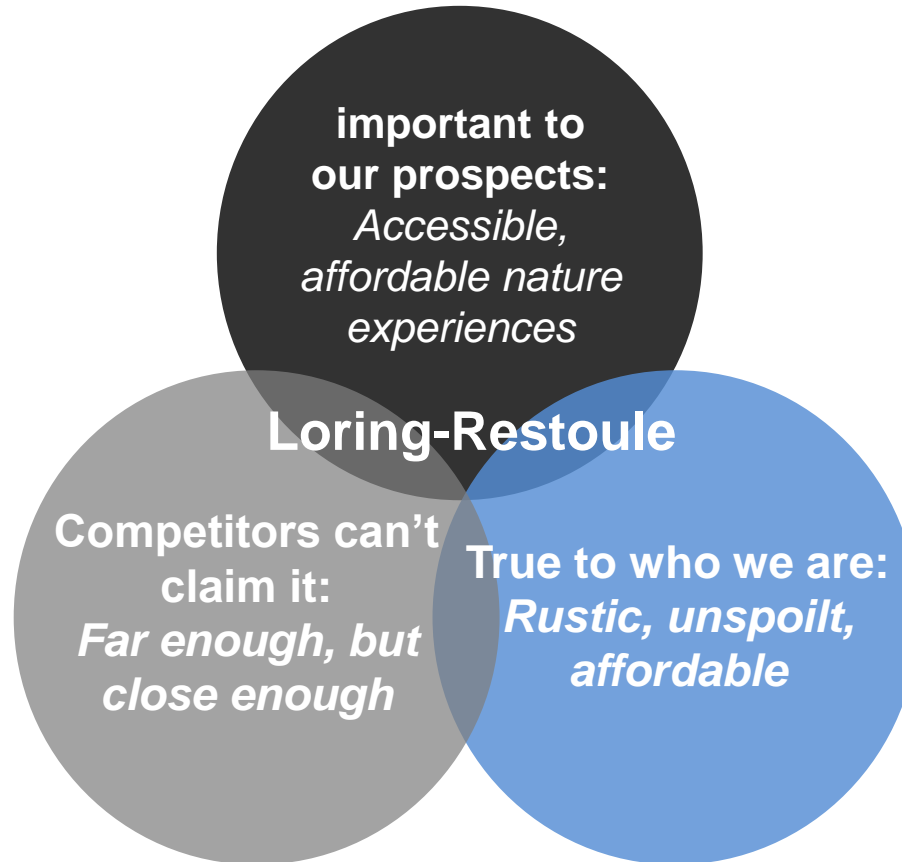 important to
our prospects:
Accessible,
affordable nature
experiences
Loring-Restoule
Competitors can’t
claim it:
Far enough, but
close enough
True to who we are:
Rustic, unspoilt,
affordable